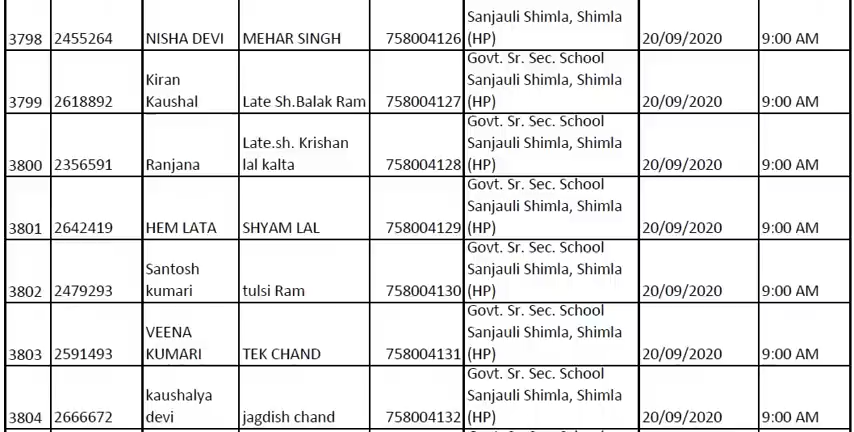 Sanjauli Shimla, Shimla
3798 2455264 NISHA DEVI MEHAR SINGH 758004126 (HP) 20/09/2020 9:00 AM
Govt. Sr. Sec. School
Kiran Sanjauli Shimla, Shimla
3799 2618892 Kaushal Late Sh.Balak Ram 758004127 (HP) 20/09/2020 9:00 AM
Govt. Sr. Sec. School
Late.sh. Krishan Sanjauli Shimla, Shimla
3800 2356591 Ranjana lal kalta 758004128 (HP) 20/09/2020 9:00 AM
Govt. Sr. Sec. School
Sanjauli Shimla, Shimla
3801 2642419 HEM LATA SHYAM LAL 758004129 (HP) 20/09/2020 9:00 AM
Govt. Sr. Sec. School
Santosh Sanjauli Shimla, Shimla
3802 2479293 kumari tulsi Ram 758004130 (HP) 20/09/2020 9:00 AM
Govt. Sr. Sec. School
VEENA Sanjauli Shimla, Shimla
3803 2591493 KUMARI TEK CHAND 758004131 (HP) 20/09/2020 9:00 AM
Govt. Sr. Sec. School
kaushalya Sanjauli Shimla, Shimla
3804 2666672 devi jagdish chand 758004132 (HP) 20/09/2020 9:00 AM